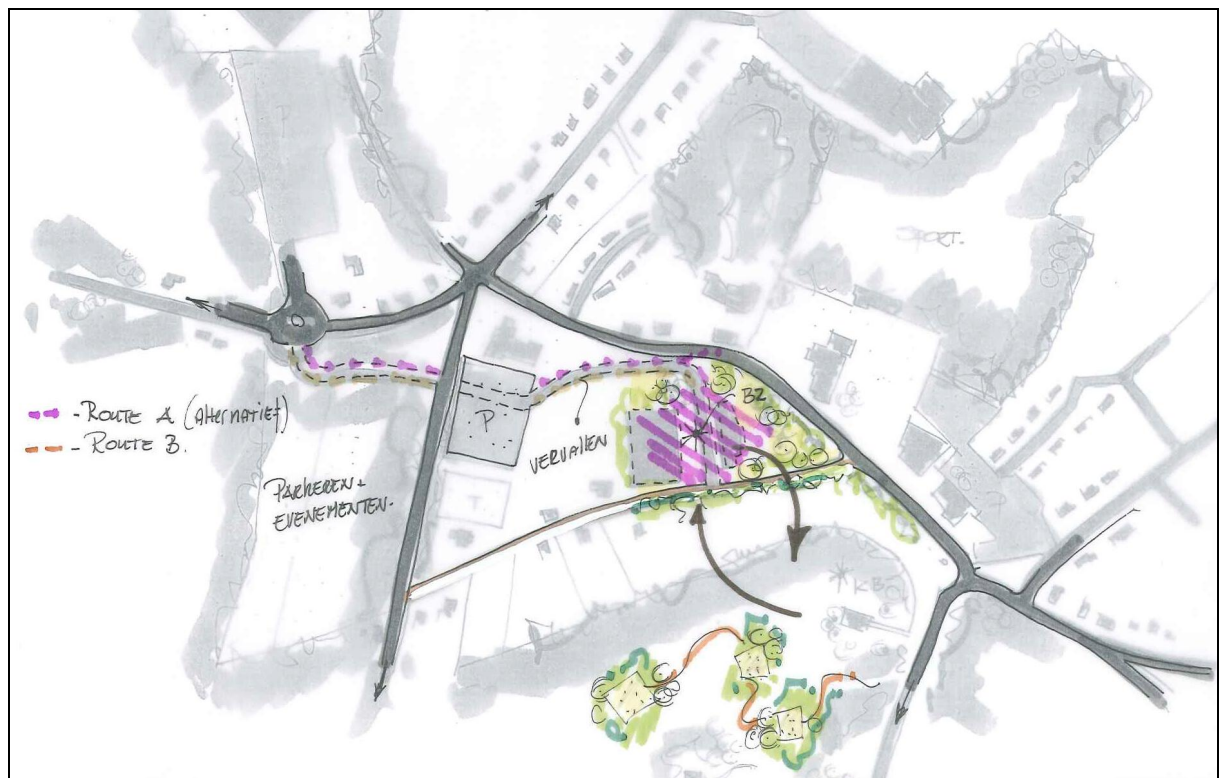 P
SPORT.
- ROUTE A (ALTERNATIEF)
- ROUTE B.
P
VERVALLEN
BZ
PARKEREN +
EVENEMENTEN.
T
KBC